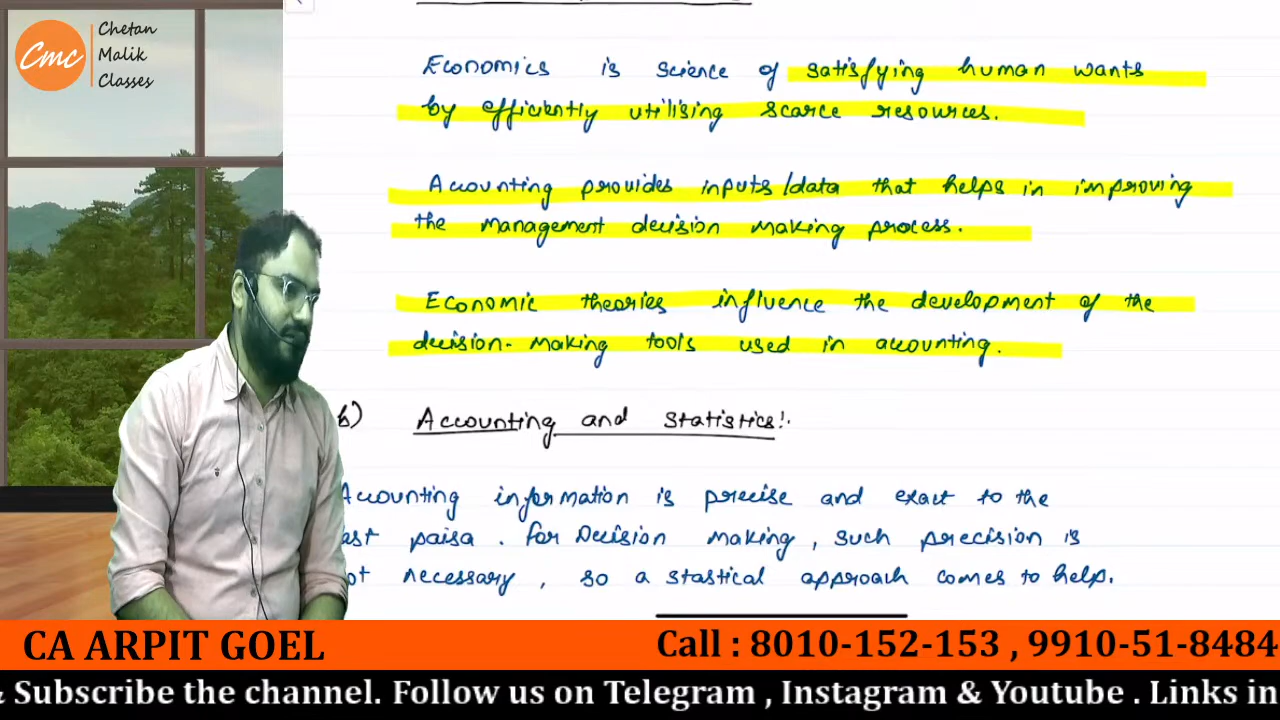 Cmc
Chetan
Malik
Classes
Economics is science of satisfying human wants
by efficiently utilising scarce resources.
Accounting provides inputs/data that helps in improving
the management decision making process.
Economic theories influence the development of the
decision-making tools used in accounting.
b) Accounting and Statistics:
Accounting information is precise and exact to the
ast paisa. For Decision making, such precision is
ot necessary, so a stastical approach comes to help.
CA ARPIT GOEL
Call : 8010-152-153 , 9910-51-8484
& Subscribe the channel. Follow us on Telegram , Instagram & Youtube . Links in